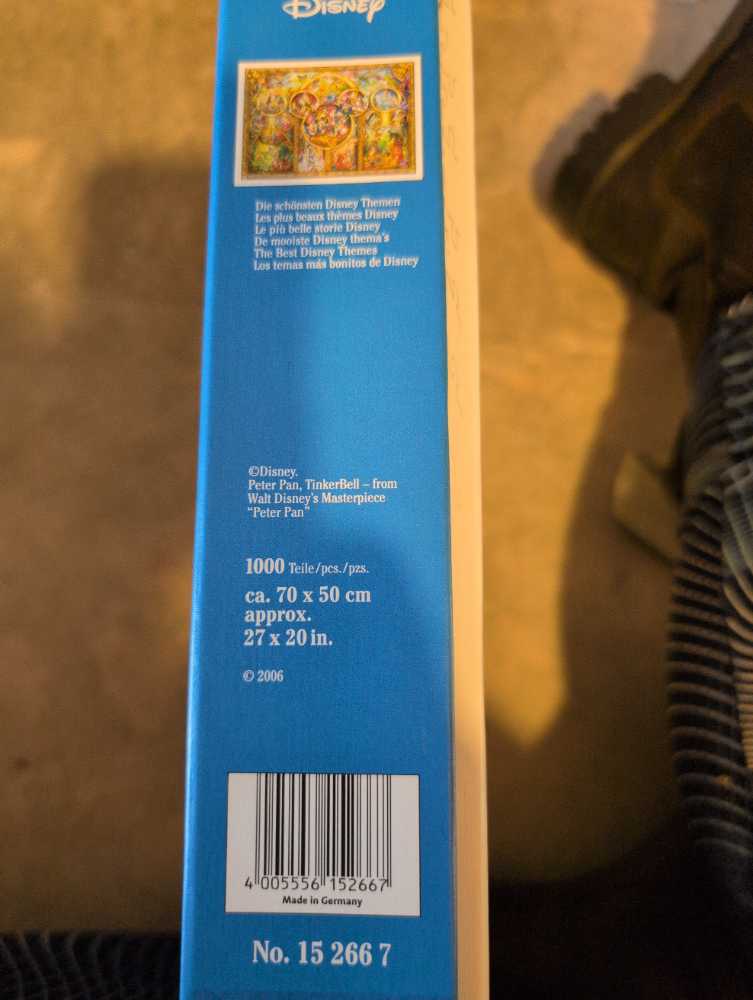 Disney
Die schönsten Disney Themen
Les plus beaux thèmes Disney
Le più belle storie Disney
De mooiste Disney thema's
The Best Disney Themes
Los temas más bonitos de Disney
©Disney.
Peter Pan, TinkerBell – from
Walt Disney's Masterpiece
"Peter Pan"
1000 Teile/pcs./pzs.
ca. 70 x 50 cm
approx.
27 x 20 in.
© 2006
4 005556 152667
Made in Germany
No. 15 266 7